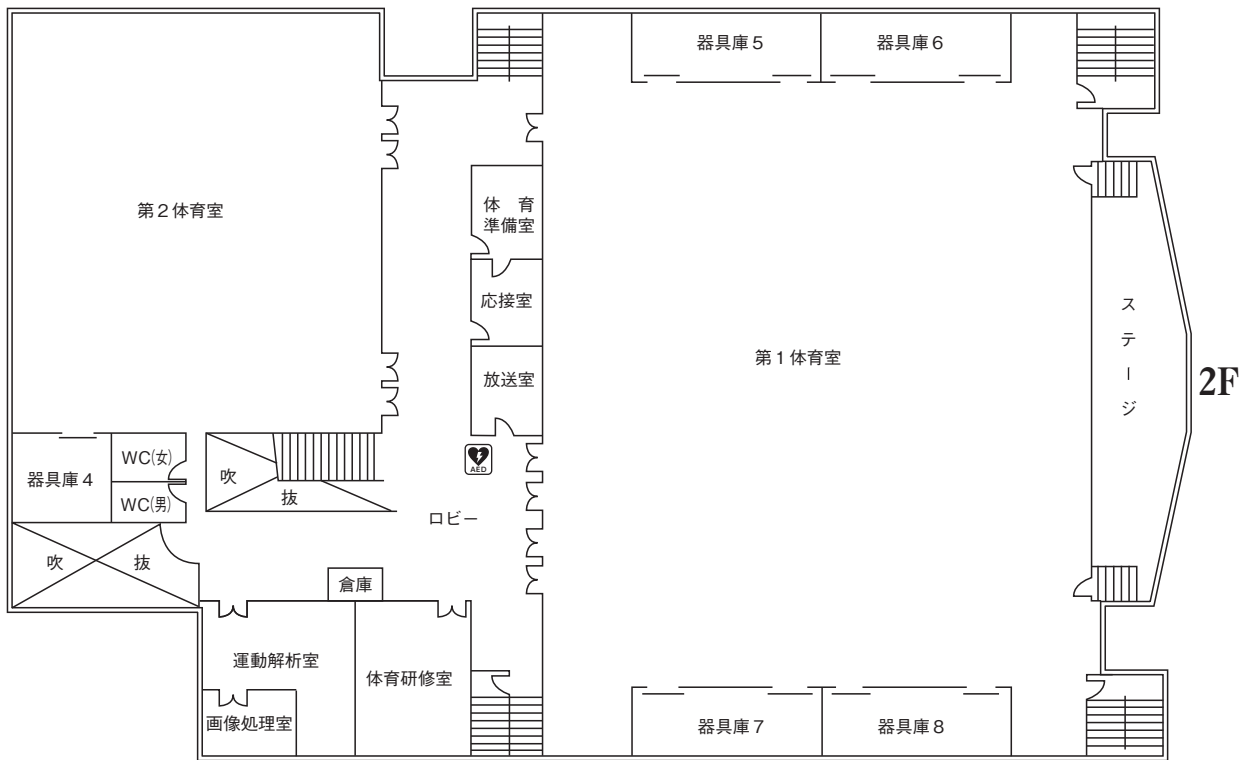 器具庫5
器具庫6
第2体育室
体 育
準備室
応接室
放送室
第1体育室
ステージ
2F
WC(女)
WC(男)
器具庫4
吹
抜
AED
ロビー
吹
抜
倉庫
運動解析室
体育研修室
画像処理室
器具庫7
器具庫8